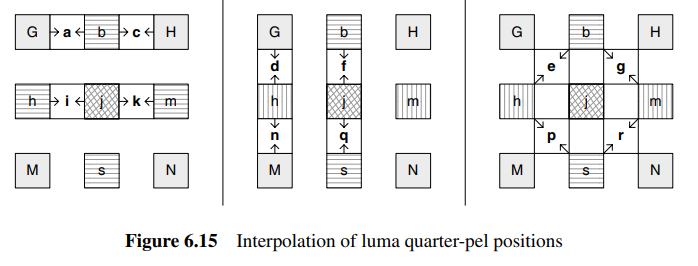 G a b c H
h i j k m
M s N
G b H
d f
h j m
n q
M s N
G b H
e g
h j m
p r
M s N
Figure 6.15 Interpolation of luma quarter-pel positions